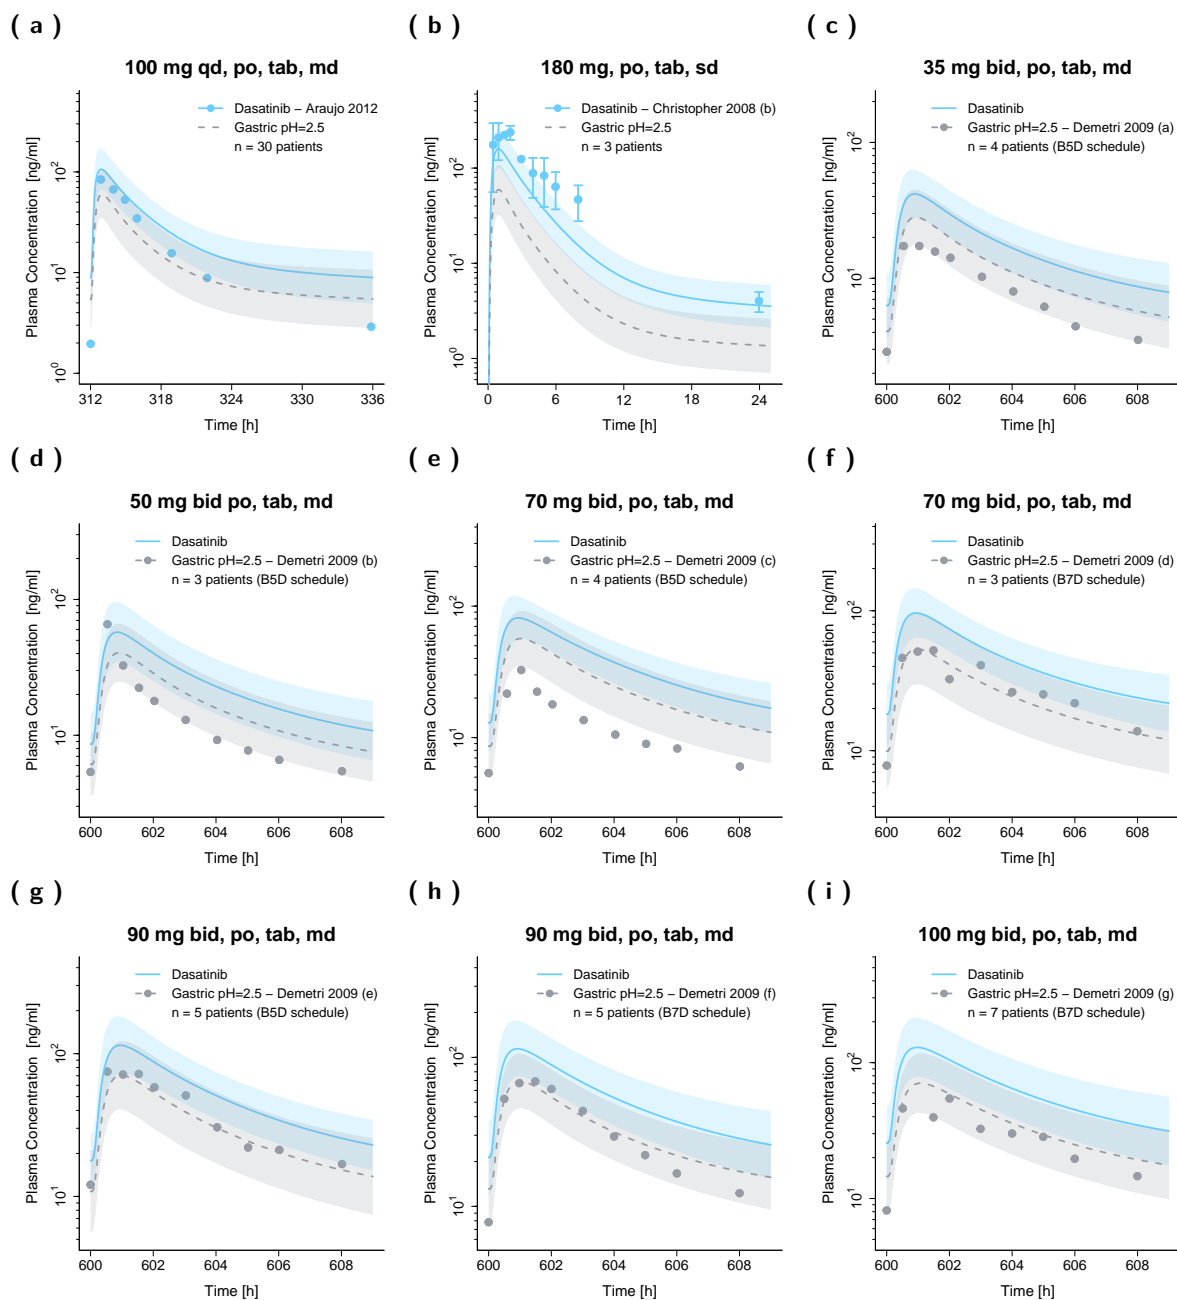 ( a )
100 mg qd, po, tab, md
Dasatinib – Araujo 2012
Gastric pH=2.5
n = 30 patients
Plasma Concentration [ng/ml]
10^0
10^1
10^2
312
318
324
330
336
Time [h]
( b )
180 mg, po, tab, sd
Dasatinib – Christopher 2008 (b)
Gastric pH=2.5
n = 3 patients
Plasma Concentration [ng/ml]
10^0
10^1
10^2
0
6
12
18
24
Time [h]
( c )
35 mg bid, po, tab, md
Dasatinib
Gastric pH=2.5 – Demetri 2009 (a)
n = 4 patients (B5D schedule)
Plasma Concentration [ng/ml]
10^1
10^2
600
602
604
606
608
Time [h]
( d )
50 mg bid po, tab, md
Dasatinib
Gastric pH=2.5 – Demetri 2009 (b)
n = 3 patients (B5D schedule)
Plasma Concentration [ng/ml]
10^1
10^2
600
602
604
606
608
Time [h]
( e )
70 mg bid, po, tab, md
Dasatinib
Gastric pH=2.5 – Demetri 2009 (c)
n = 4 patients (B5D schedule)
Plasma Concentration [ng/ml]
10^1
10^2
600
602
604
606
608
Time [h]
( f )
70 mg bid, po, tab, md
Dasatinib
Gastric pH=2.5 – Demetri 2009 (d)
n = 3 patients (B7D schedule)
Plasma Concentration [ng/ml]
10^1
10^2
600
602
604
606
608
Time [h]
( g )
90 mg bid, po, tab, md
Dasatinib
Gastric pH=2.5 – Demetri 2009 (e)
n = 5 patients (B5D schedule)
Plasma Concentration [ng/ml]
10^1
10^2
600
602
604
606
608
Time [h]
( h )
90 mg bid, po, tab, md
Dasatinib
Gastric pH=2.5 – Demetri 2009 (f)
n = 5 patients (B7D schedule)
Plasma Concentration [ng/ml]
10^1
10^2
600
602
604
606
608
Time [h]
( i )
100 mg bid, po, tab, md
Dasatinib
Gastric pH=2.5 – Demetri 2009 (g)
n = 7 patients (B7D schedule)
Plasma Concentration [ng/ml]
10^1
10^2
600
602
604
606
608
Time [h]